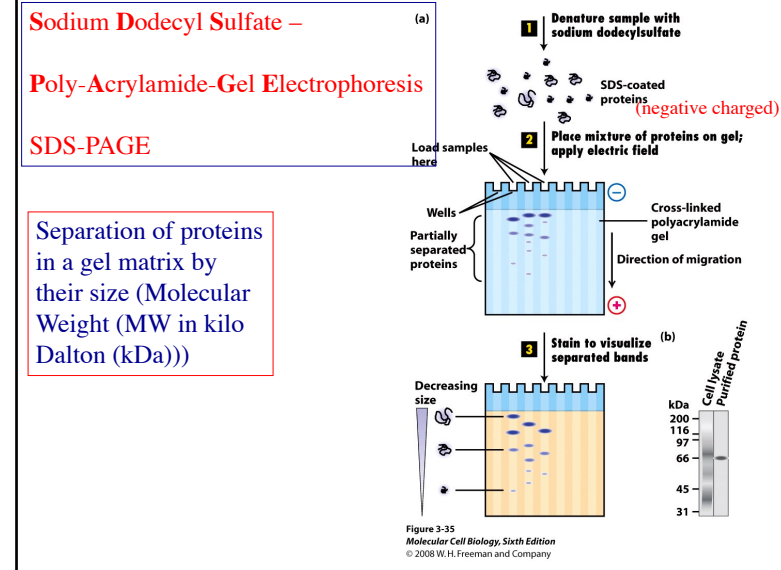 Sodium Dodecyl Sulfate –
Poly-Acrylamide-Gel Electrophoresis
SDS-PAGE
Separation of proteins
in a gel matrix by
their size (Molecular
Weight (MW in kilo
Dalton (kDa)))
(a)
1 Denature sample with
sodium dodecylsulfate
SDS-coated
proteins
(negative charged)
2 Place mixture of proteins on gel;
apply electric field
Load samples
here
−
Wells
Partially
separated
proteins
Cross-linked
polyacrylamide
gel
Direction of migration
+
3 Stain to visualize
separated bands
Decreasing
size
(b)
Cell lysate
Purified protein
kDa
200
116
97
66
45
31
Figure 3-35
Molecular Cell Biology, Sixth Edition
© 2008 W. H. Freeman and Company